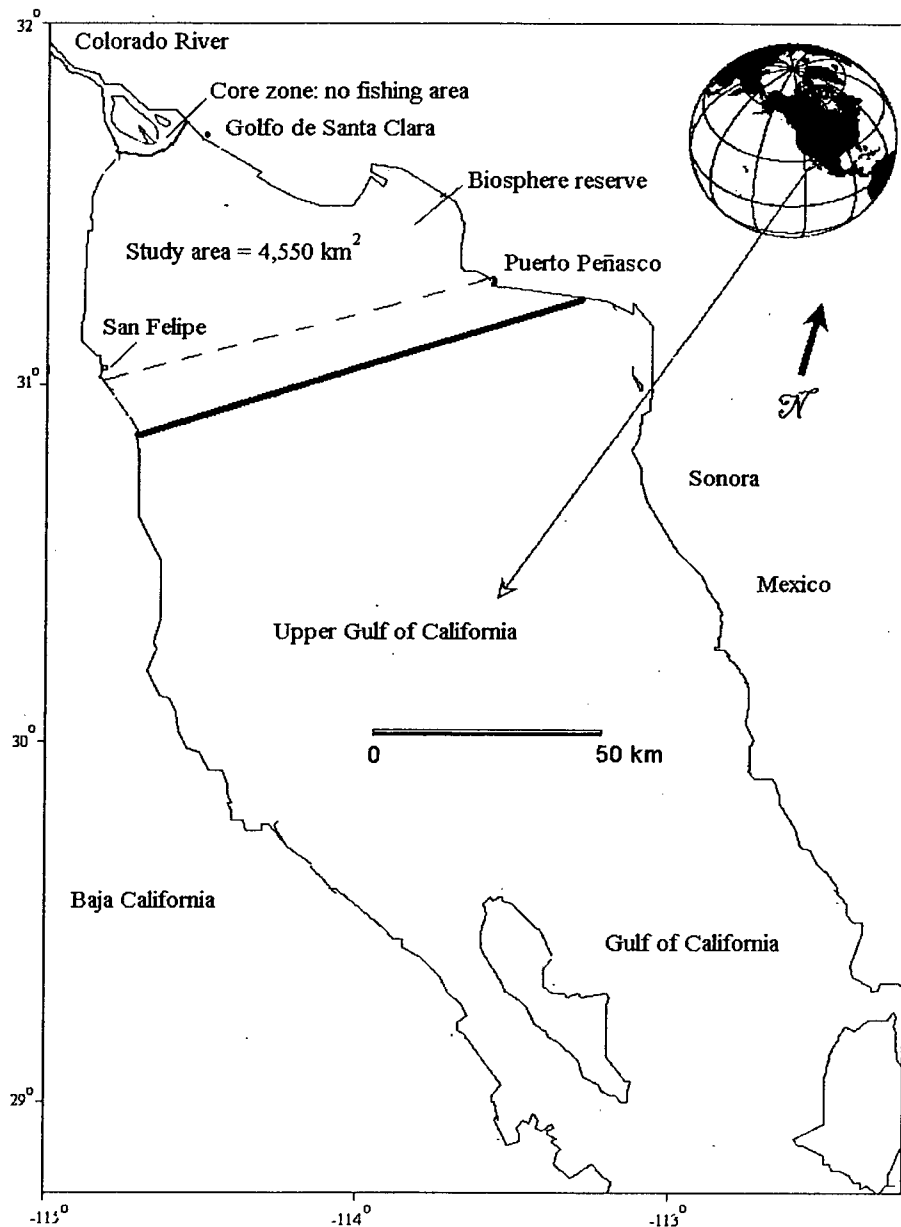 32°
Colorado River
Core zone: no fishing area
Golfo de Santa Clara
Biosphere reserve
Study area = 4,550 km²
Puerto Peñasco
San Felipe
31°
N
Sonora
Mexico
Upper Gulf of California
30°
0 50 km
Baja California
Gulf of California
29°
-115° -114° -113